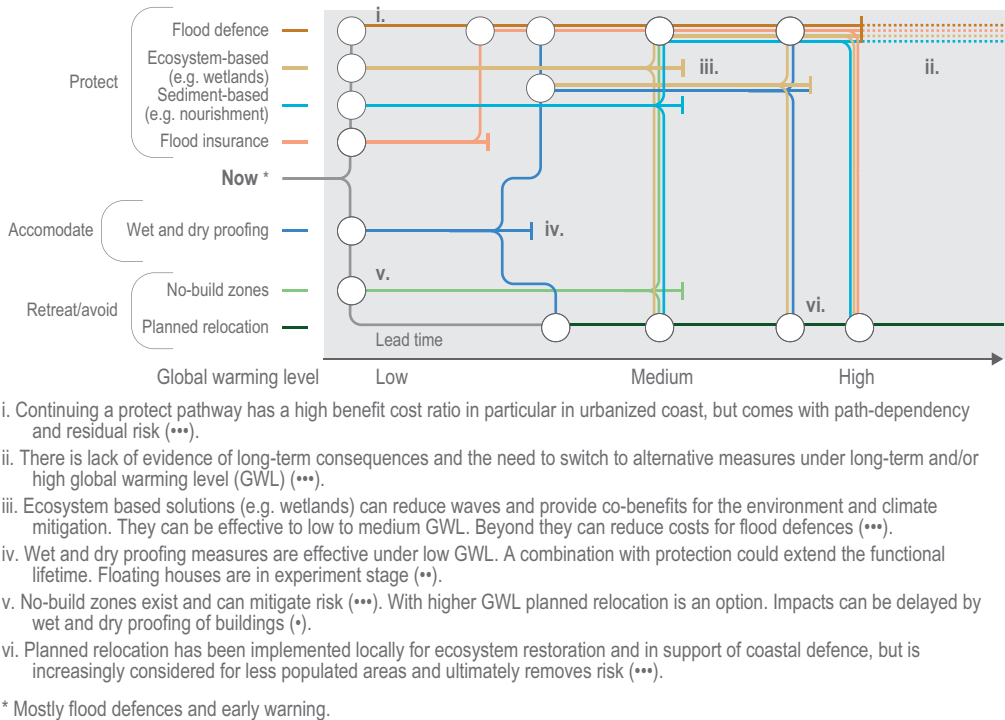 i.
Flood defence
Ecosystem-based
(e.g. wetlands)
iii.
ii.
Protect
Sediment-based
(e.g. nourishment)
Flood insurance
Now *
Accomodate
Wet and dry proofing
iv.
v.
No-build zones
Retreat/avoid
vi.
Planned relocation
Lead time
Global warming level
Low
Medium
High
i. Continuing a protect pathway has a high benefit cost ratio in particular in urbanized coast, but comes with path-dependency
and residual risk (•••).
ii. There is lack of evidence of long-term consequences and the need to switch to alternative measures under long-term and/or
high global warming level (GWL) (•••).
iii. Ecosystem based solutions (e.g. wetlands) can reduce waves and provide co-benefits for the environment and climate
mitigation. They can be effective to low to medium GWL. Beyond they can reduce costs for flood defences (•••).
iv. Wet and dry proofing measures are effective under low GWL. A combination with protection could extend the functional
lifetime. Floating houses are in experiment stage (••).
v. No-build zones exist and can mitigate risk (•••). With higher GWL planned relocation is an option. Impacts can be delayed by
wet and dry proofing of buildings (•).
vi. Planned relocation has been implemented locally for ecosystem restoration and in support of coastal defence, but is
increasingly considered for less populated areas and ultimately removes risk (•••).
* Mostly flood defences and early warning.